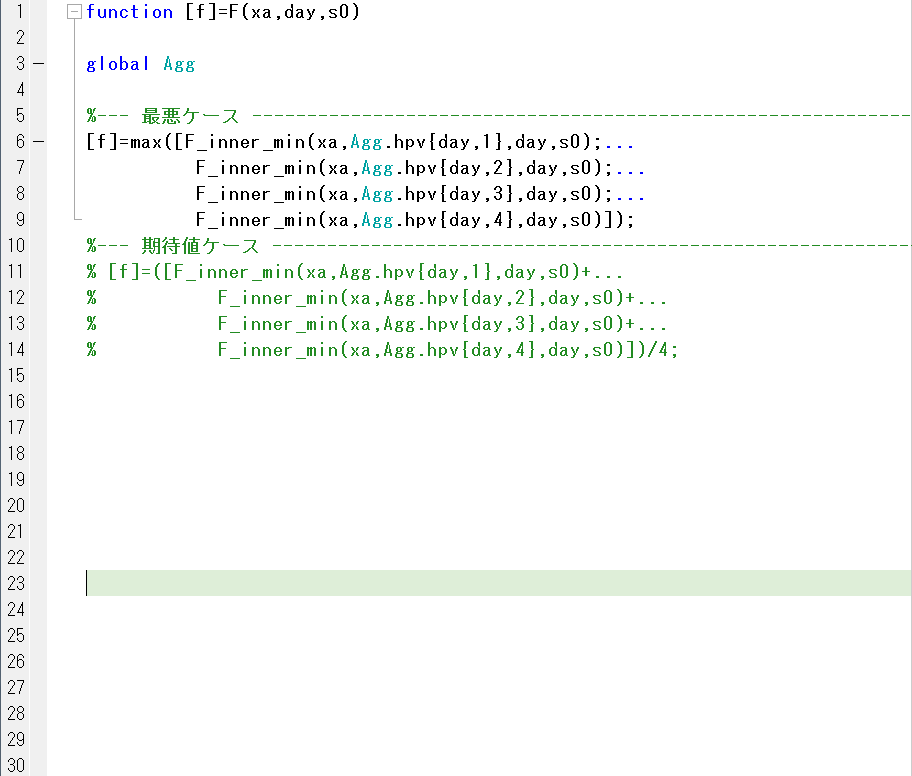 1 function [f]=F(xa,day,s0)
2
3 — global Agg
4
5 %--- 最悪ケース ------------------------------------------------------------
6 — [f]=max([F_inner_min(xa,Agg.hpv{day,1},day,s0);...
7 F_inner_min(xa,Agg.hpv{day,2},day,s0);...
8 F_inner_min(xa,Agg.hpv{day,3},day,s0);...
9 F_inner_min(xa,Agg.hpv{day,4},day,s0)]);
10 %--- 期待値ケース ----------------------------------------------------------
11 % [f]=([F_inner_min(xa,Agg.hpv{day,1},day,s0)+...
12 % F_inner_min(xa,Agg.hpv{day,2},day,s0)+...
13 % F_inner_min(xa,Agg.hpv{day,3},day,s0)+...
14 % F_inner_min(xa,Agg.hpv{day,4},day,s0)])/4;
15
16
17
18
19
20
21
22
23
24
25
26
27
28
29
30